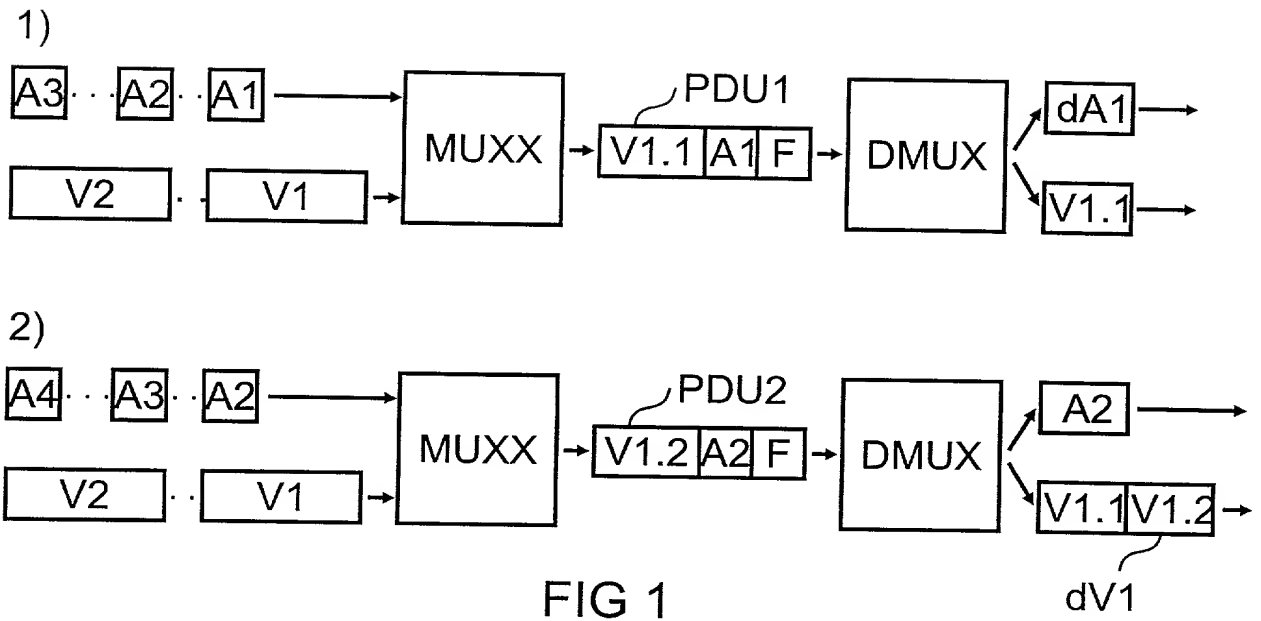 1)
A3 · · · A2 · · A1
PDU1
dA1
MUXX
V1.1 A1 F
DMUX
V2 · · V1
V1.1
2)
A4 · · · A3 · · A2
PDU2
A2
MUXX
V1.2 A2 F
DMUX
V2 · · V1
V1.1 V1.2
dV1
FIG 1